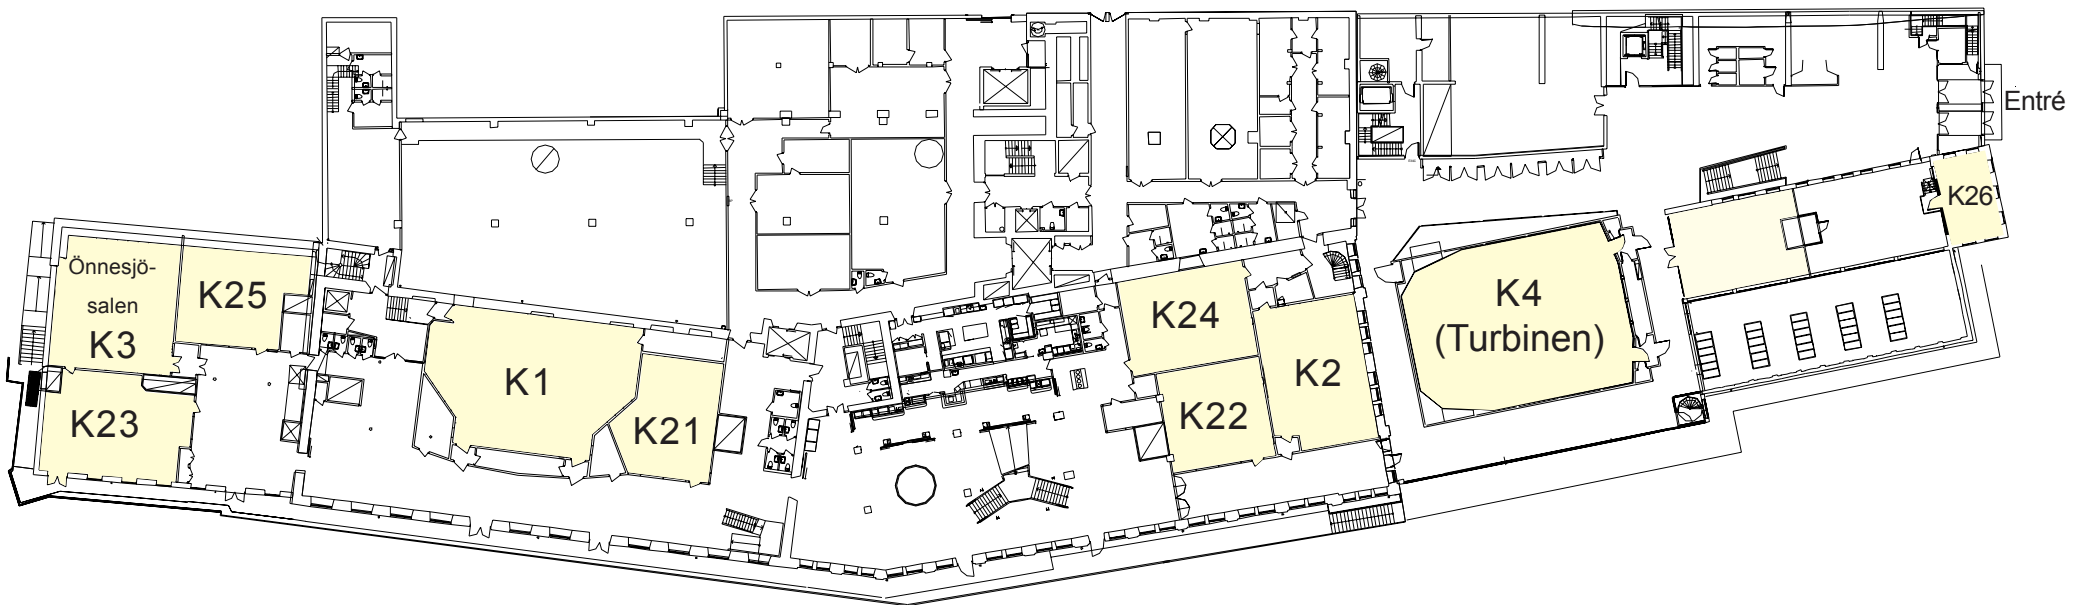 Entré
K26
Önnesjö-
salen
K3
K25
K23
K1
K21
K24
K22
K2
K4
(Turbinen)